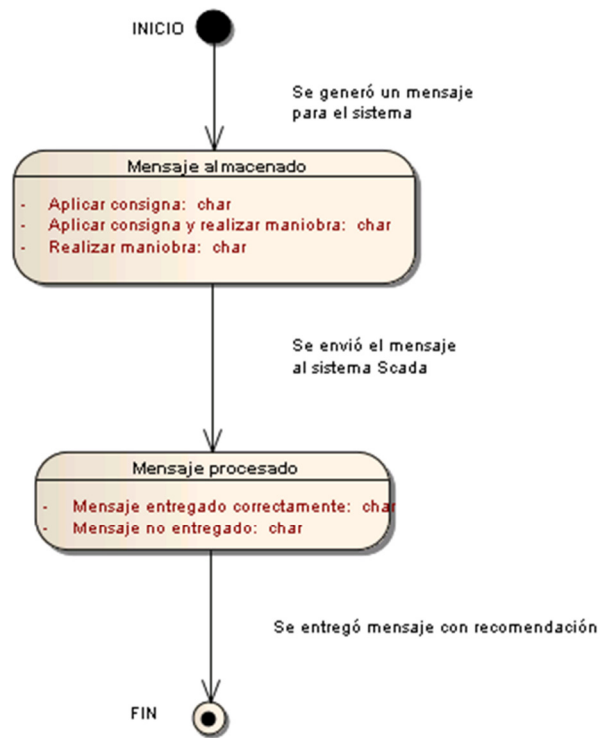 INICIO
Se generó un mensaje
para el sistema
Mensaje almacenado
- Aplicar consigna: char
- Aplicar consigna y realizar maniobra: char
- Realizar maniobra: char
Se envió el mensaje
al sistema Scada
Mensaje procesado
- Mensaje entregado correctamente: char
- Mensaje no entregado: char
Se entregó mensaje con recomendación
FIN